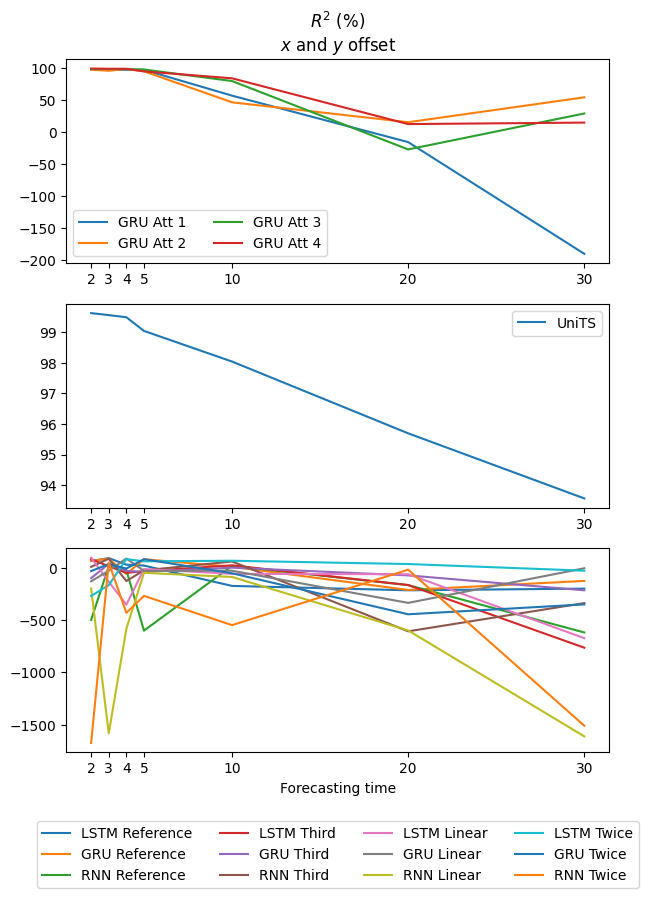 R² (%)
x and y offset
100
50
0
−50
−100
−150
−200
GRU Att 1 GRU Att 3
GRU Att 2 GRU Att 4
2 3 4 5 10 20 30
99
98
97
96
95
94
UniTS
2 3 4 5 10 20 30
0
−500
−1000
−1500
2 3 4 5 10 20 30
Forecasting time
LSTM Reference LSTM Third LSTM Linear LSTM Twice
GRU Reference GRU Third GRU Linear GRU Twice
RNN Reference RNN Third RNN Linear RNN Twice